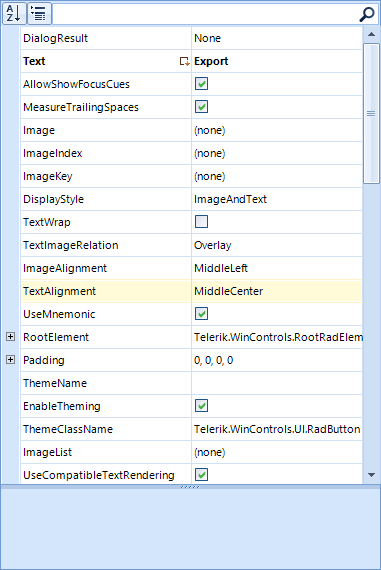 A
Z
DialogResult None
Text Export
AllowShowFocusCues
MeasureTrailingSpaces
Image (none)
ImageIndex (none)
ImageKey (none)
DisplayStyle ImageAndText
TextWrap
TextImageRelation Overlay
ImageAlignment MiddleLeft
TextAlignment MiddleCenter
UseMnemonic
RootElement Telerik.WinControls.RootRadElem
Padding 0, 0, 0, 0
ThemeName
EnableTheming
ThemeClassName Telerik.WinControls.UI.RadButton
ImageList (none)
UseCompatibleTextRendering